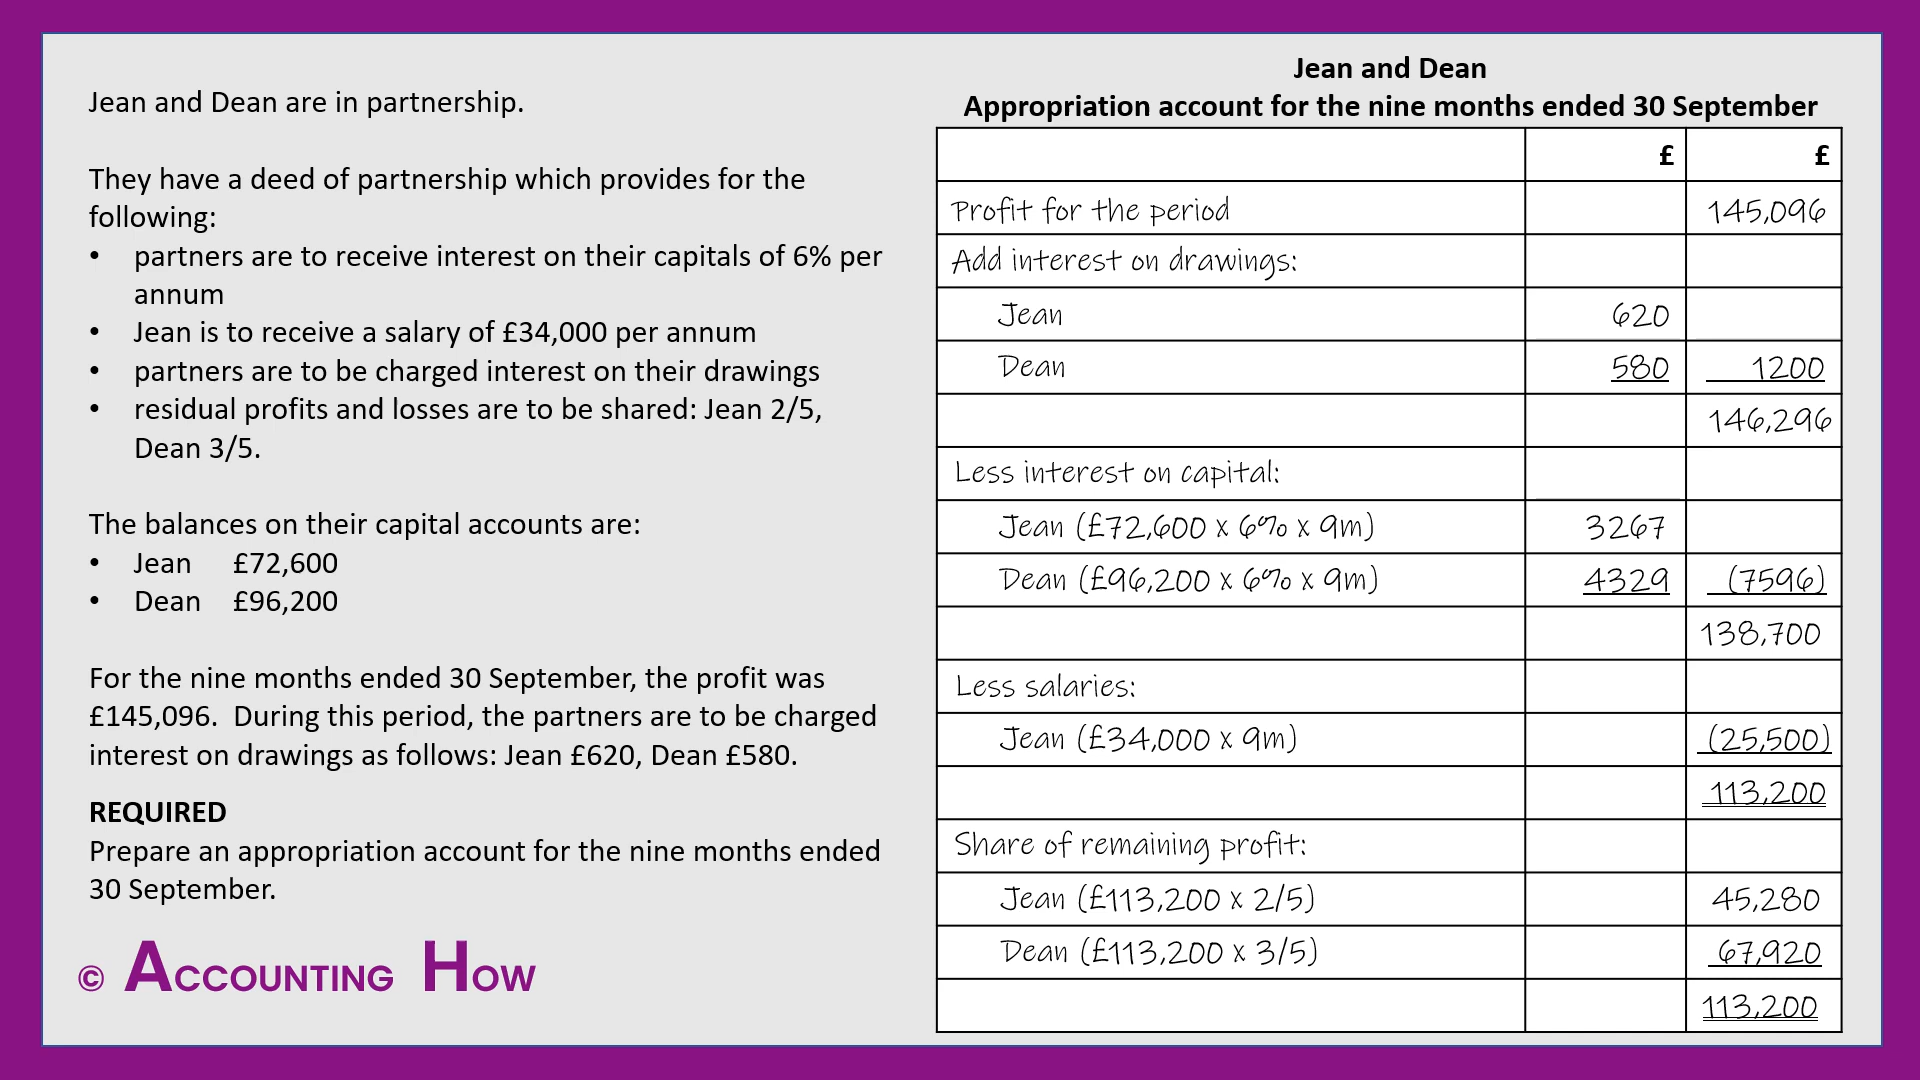 Jean and Dean are in partnership.
They have a deed of partnership which provides for the
following:
• partners are to receive interest on their capitals of 6% per
annum
• Jean is to receive a salary of £34,000 per annum
• partners are to be charged interest on their drawings
• residual profits and losses are to be shared: Jean 2/5,
Dean 3/5.
The balances on their capital accounts are:
• Jean £72,600
• Dean £96,200
For the nine months ended 30 September, the profit was
£145,096. During this period, the partners are to be charged
interest on drawings as follows: Jean £620, Dean £580.
REQUIRED
Prepare an appropriation account for the nine months ended
30 September.
© Accounting How
Jean and Dean
Appropriation account for the nine months ended 30 September
£ £
Profit for the period 145,096
Add interest on drawings:
Jean 620
Dean 580 1200
146,296
Less interest on capital:
Jean (£72,600 x 6% x 9m) 3267
Dean (£96,200 x 6% x 9m) 4329 (7596)
138,700
Less salaries:
Jean (£34,000 x 9m) (25,500)
113,200
Share of remaining profit:
Jean (£113,200 x 2/5) 45,280
Dean (£113,200 x 3/5) 67,920
113,200